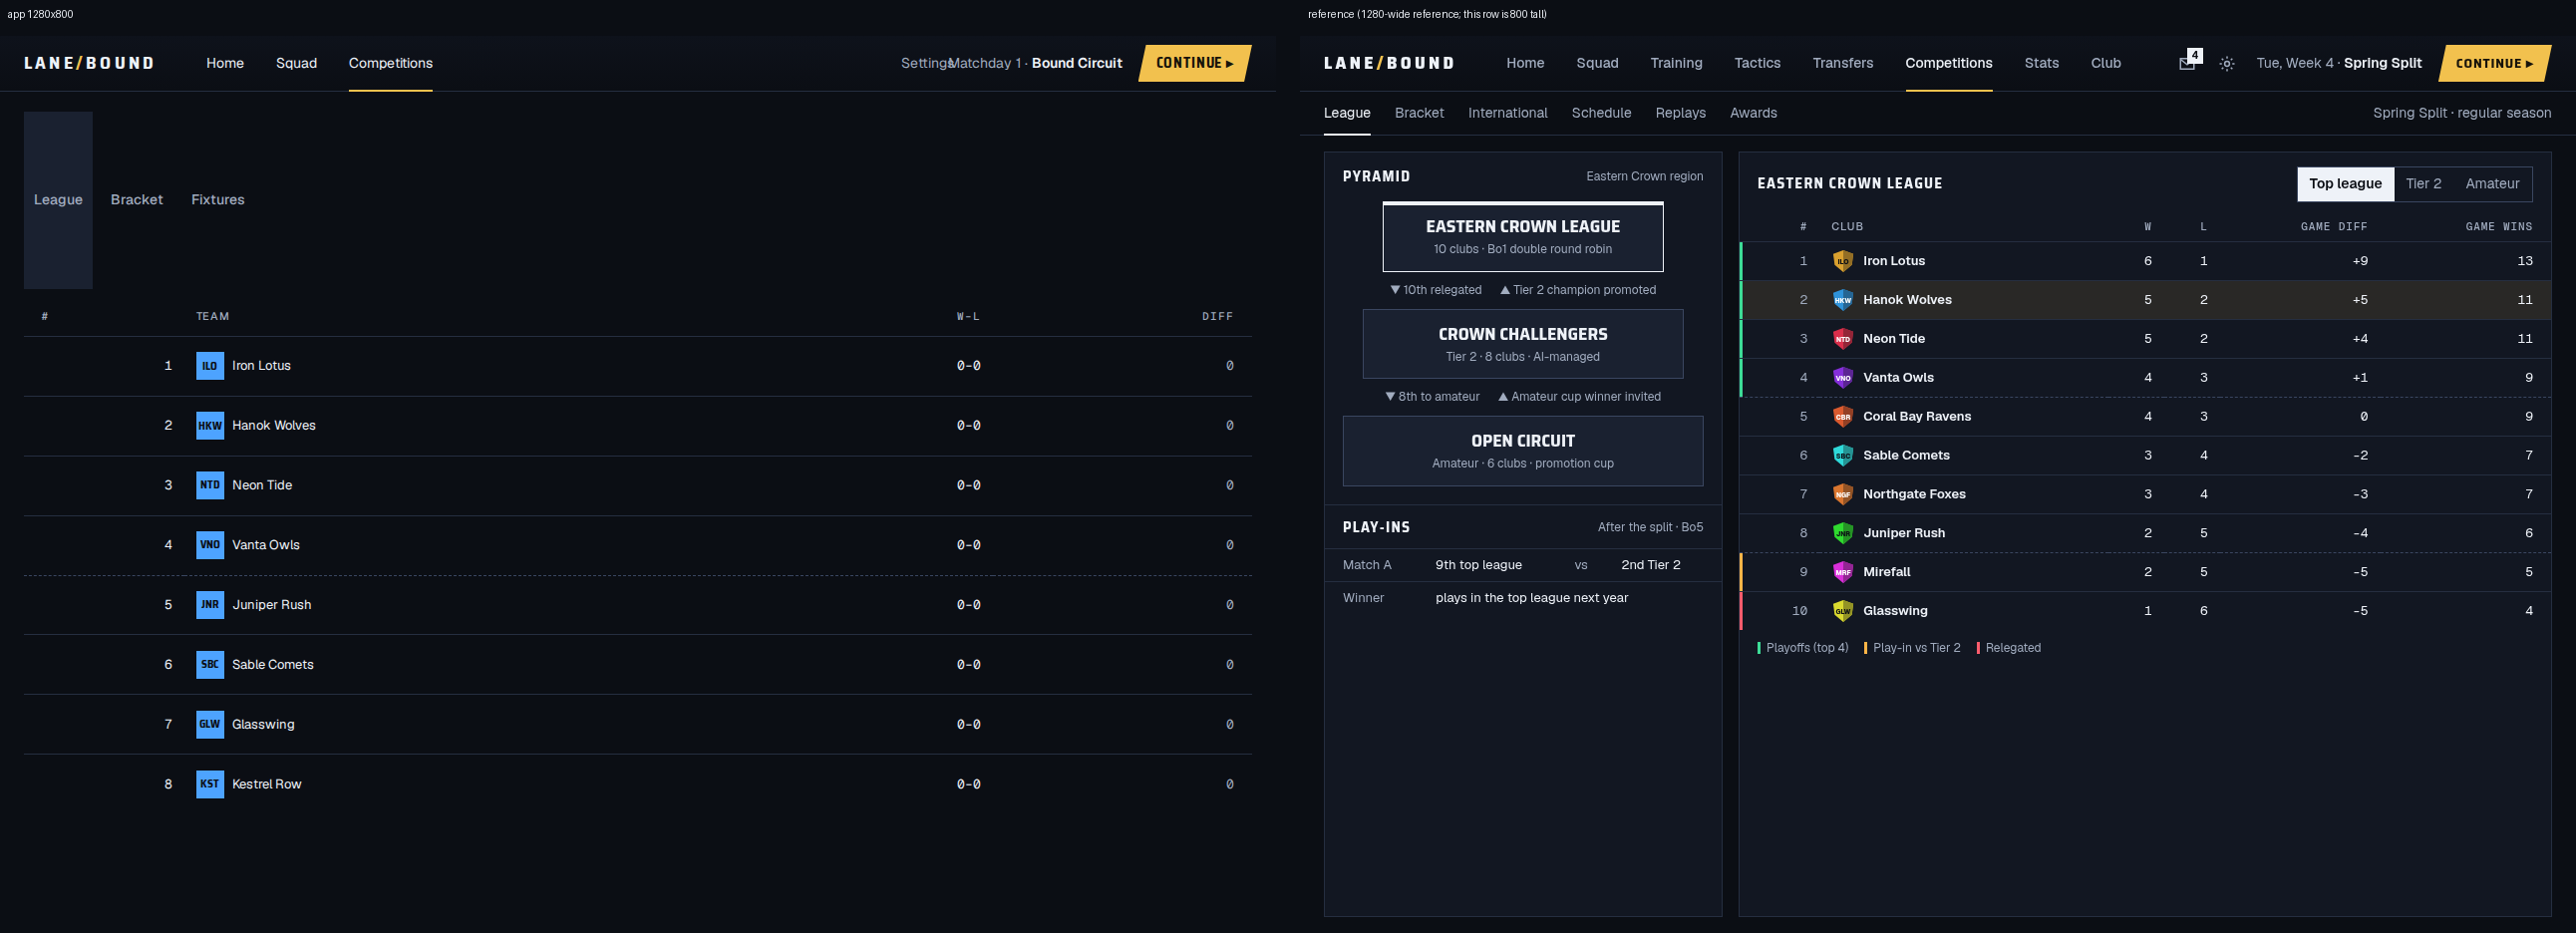 app 1280x800
LANE/BOUND Home Squad Competitions Settings Matchday 1 · Bound Circuit CONTINUE ▸
League Bracket Fixtures
# TEAM W-L DIFF
1 ILO Iron Lotus 0-0 0
2 HKW Hanok Wolves 0-0 0
3 NTD Neon Tide 0-0 0
4 VNO Vanta Owls 0-0 0
5 JNR Juniper Rush 0-0 0
6 SBC Sable Comets 0-0 0
7 GLW Glasswing 0-0 0
8 KST Kestrel Row 0-0 0
reference (1280-wide reference; this row is 800 tall)
LANE/BOUND Home Squad Training Tactics Transfers Competitions Stats Club 4 Tue, Week 4 · Spring Split CONTINUE ▸
League Bracket International Schedule Replays Awards Spring Split · regular season
PYRAMID Eastern Crown region
EASTERN CROWN LEAGUE
10 clubs · Bo1 double round robin
▼ 10th relegated ▲ Tier 2 champion promoted
CROWN CHALLENGERS
Tier 2 · 8 clubs · AI-managed
▼ 8th to amateur ▲ Amateur cup winner invited
OPEN CIRCUIT
Amateur · 6 clubs · promotion cup
PLAY-INS After the split · Bo5
Match A 9th top league vs 2nd Tier 2
Winner plays in the top league next year
EASTERN CROWN LEAGUE Top league Tier 2 Amateur
# CLUB W L GAME DIFF GAME WINS
1 ILO Iron Lotus 6 1 +9 13
2 HKW Hanok Wolves 5 2 +5 11
3 NTD Neon Tide 5 2 +4 11
4 VNO Vanta Owls 4 3 +1 9
5 CBR Coral Bay Ravens 4 3 0 9
6 SBC Sable Comets 3 4 -2 7
7 NGF Northgate Foxes 3 4 -3 7
8 JNR Juniper Rush 2 5 -4 6
9 MRF Mirefall 2 5 -5 5
10 GLW Glasswing 1 6 -5 4
Playoffs (top 4) Play-in vs Tier 2 Relegated